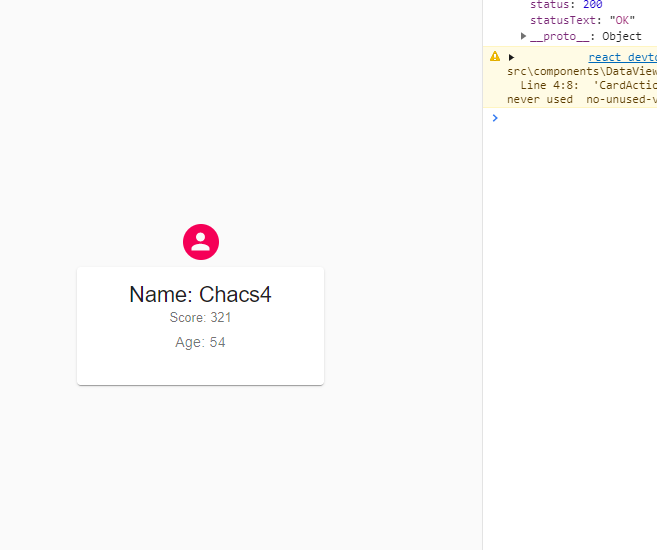 status: 200
statusText: "OK"
__proto__: Object
react_devto
src\components\DataView
Line 4:8: 'CardActio
never used no-unused-v
Name: Chacs4
Score: 321
Age: 54